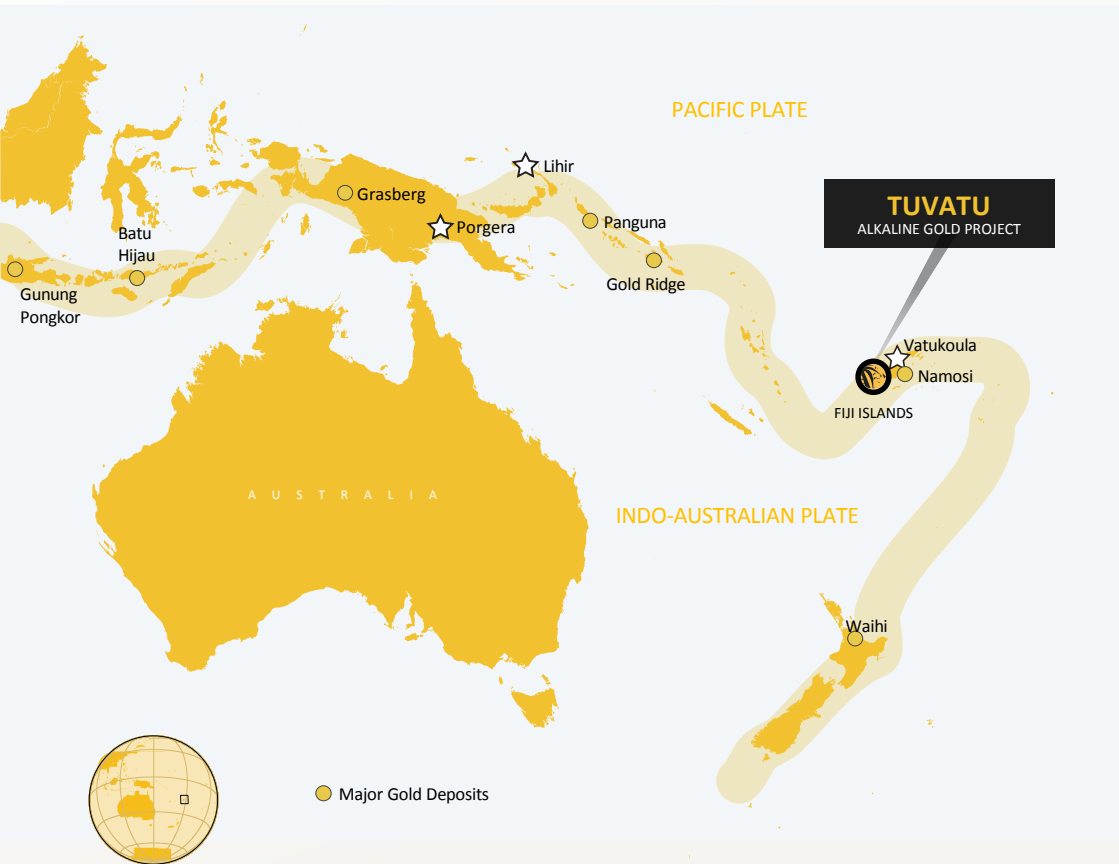 PACIFIC PLATE
Lihir
TUVATU
ALKALINE GOLD PROJECT
Grasberg
Porgera
Panguna
Batu
Hijau
Gold Ridge
Gunung
Pongkor
Vatukoula
Namosi
FIJI ISLANDS
AUSTRALIA
INDO-AUSTRALIAN PLATE
Waihi
Major Gold Deposits